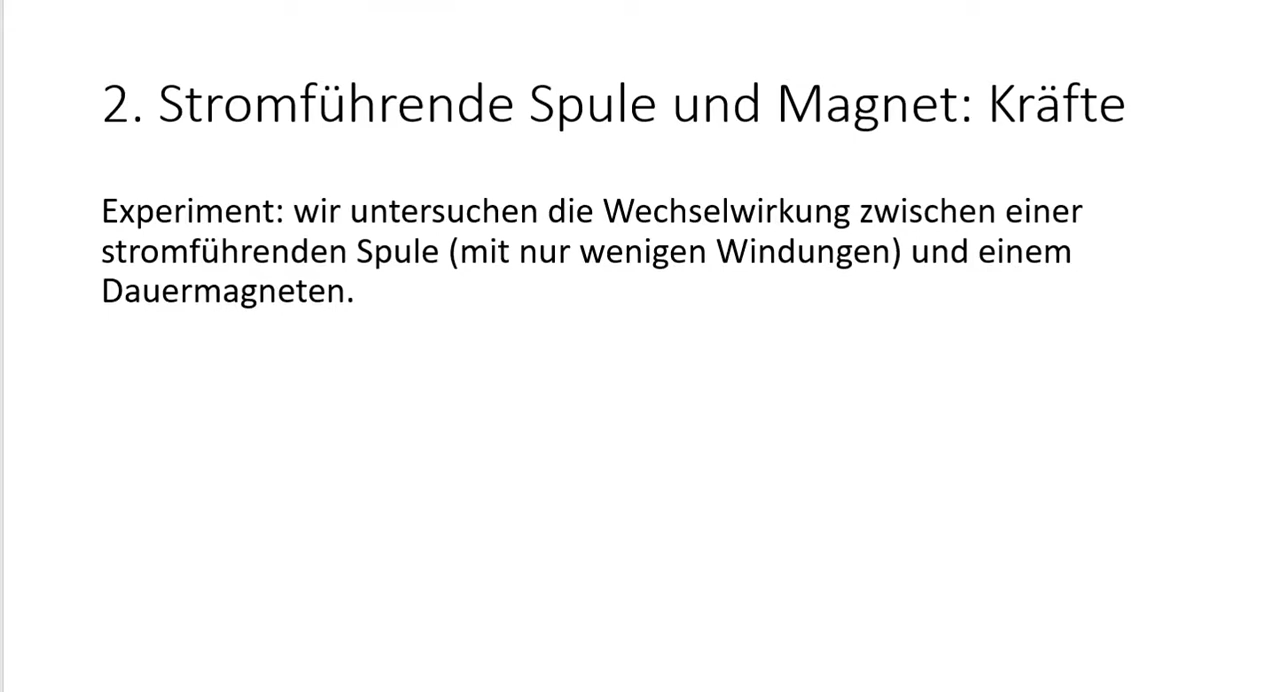 2. Stromführende Spule und Magnet: Kräfte
Experiment: wir untersuchen die Wechselwirkung zwischen einer
stromführenden Spule (mit nur wenigen Windungen) und einem
Dauermagneten.